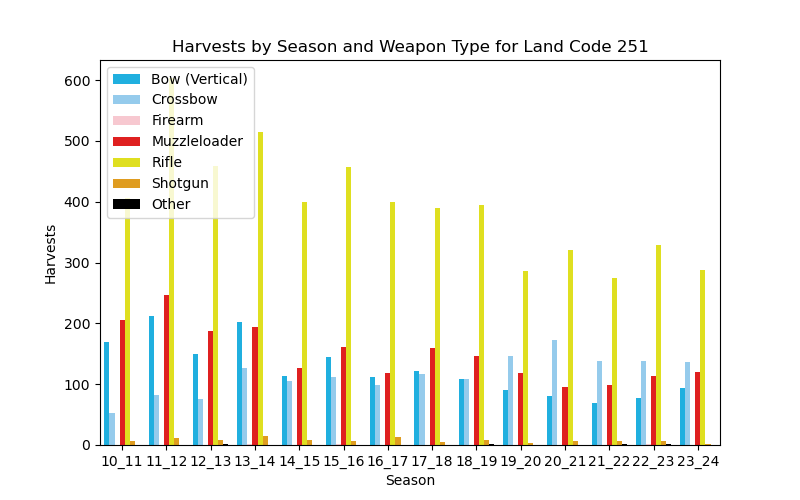 Harvests by Season and Weapon Type for Land Code 251
Bow (Vertical)
Crossbow
Firearm
Muzzleloader
Rifle
Shotgun
Other
Harvests
600
500
400
300
200
100
0
10_11 11_12 12_13 13_14 14_15 15_16 16_17 17_18 18_19 19_20 20_21 21_22 22_23 23_24
Season